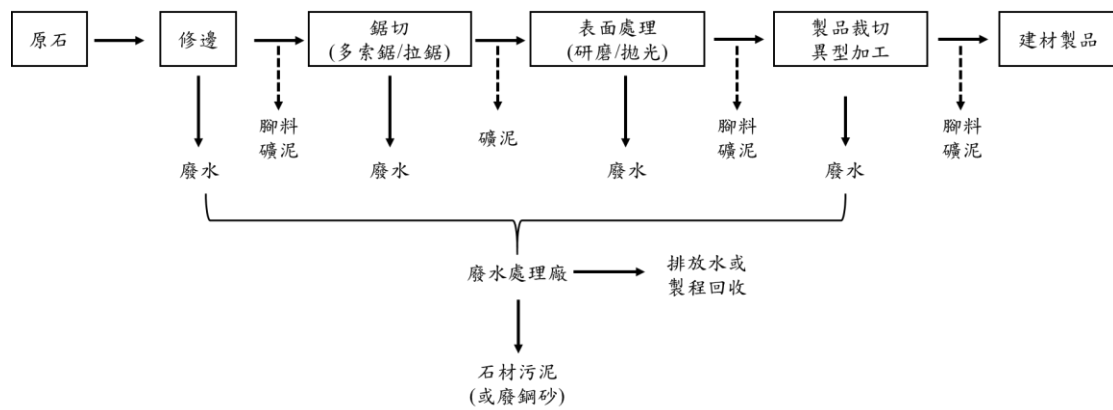 原石
修邊
鋸切
(多索鋸/拉鋸)
表面處理
(研磨/拋光)
製品裁切
異型加工
建材製品
腳料
礦泥
礦泥
腳料
礦泥
腳料
礦泥
廢水
廢水
廢水
廢水
廢水處理廠
排放水或
製程回收
石材污泥
(或廢鋼砂)